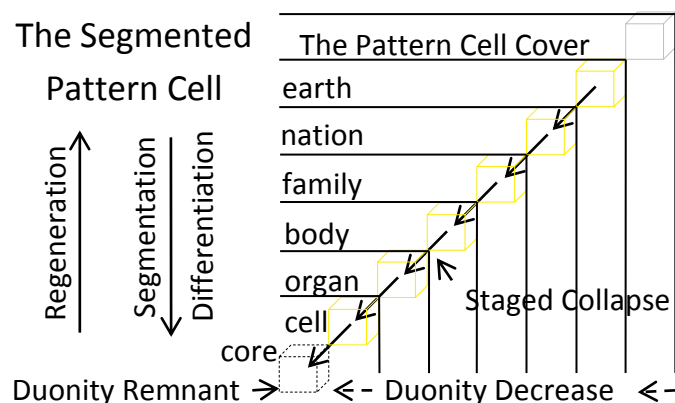 The Segmented
Pattern Cell
The Pattern Cell Cover
earth
nation
family
body
organ
cell
core
Regeneration
Segmentation
Differentiation
Staged Collapse
Duonity Remnant
Duonity Decrease